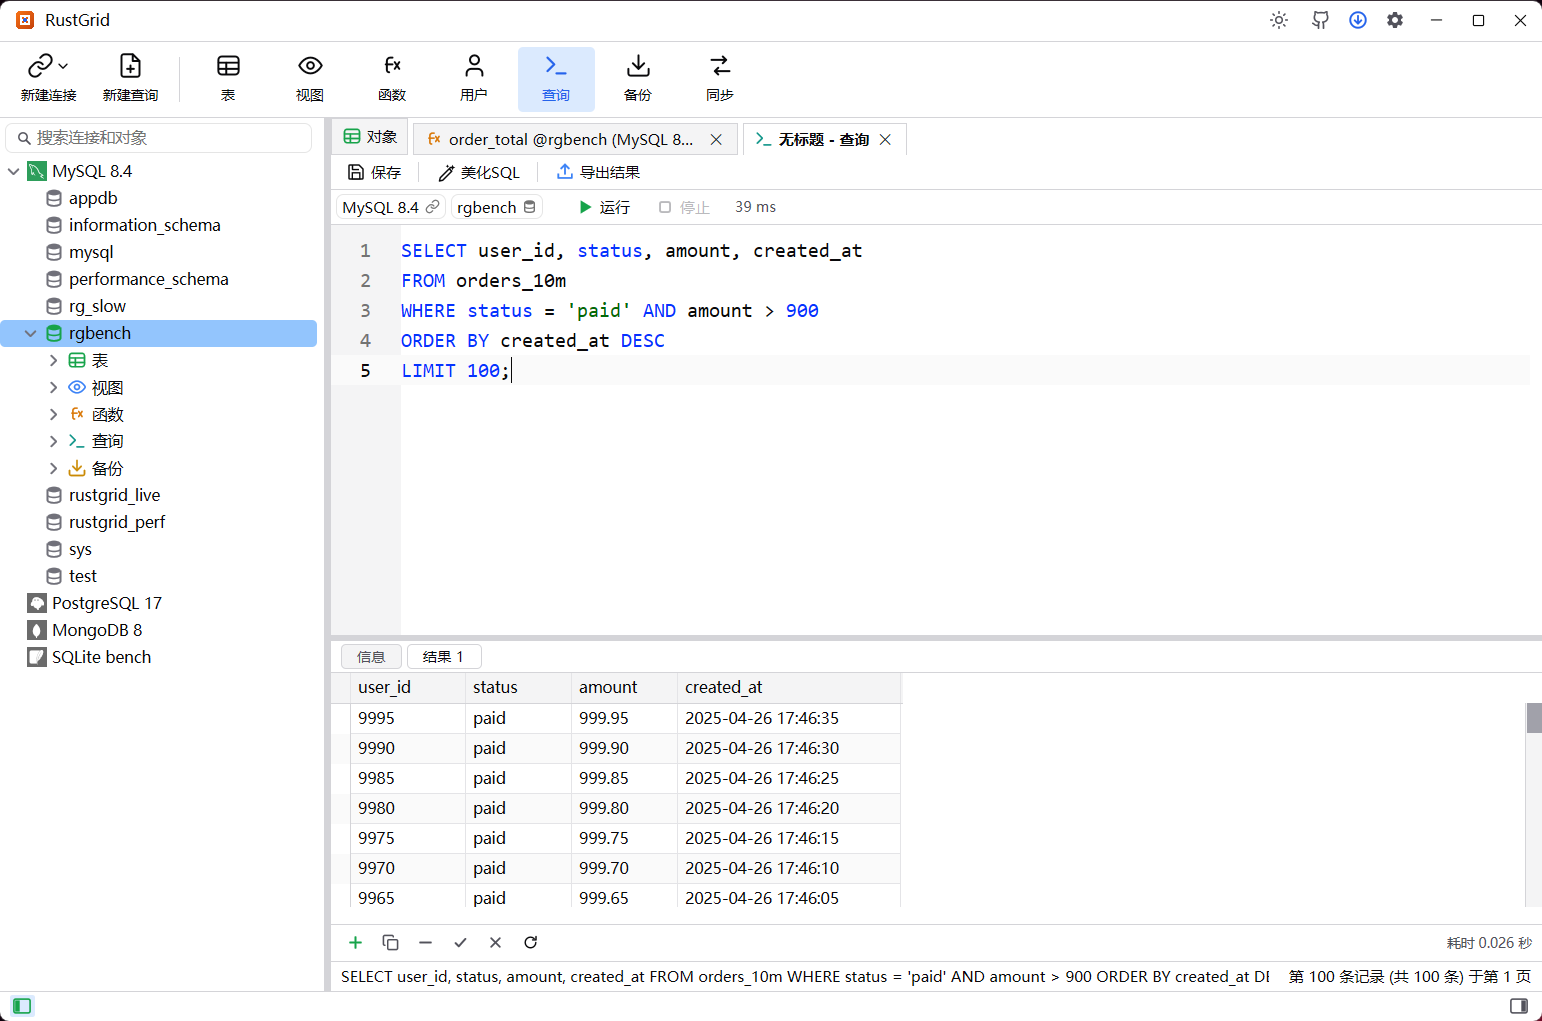 RustGrid
新建连接 新建查询 表 视图 函数 用户 查询 备份 同步
搜索连接和对象
MySQL 8.4
appdb
information_schema
mysql
performance_schema
rg_slow
rgbench
表
视图
函数
查询
备份
rustgrid_live
rustgrid_perf
sys
test
PostgreSQL 17
MongoDB 8
SQLite bench
对象 order_total @rgbench (MySQL 8... 无标题 - 查询
保存 美化SQL 导出结果
MySQL 8.4 rgbench 运行 停止 39 ms
1 SELECT user_id, status, amount, created_at
2 FROM orders_10m
3 WHERE status = 'paid' AND amount > 900
4 ORDER BY created_at DESC
5 LIMIT 100;
信息 结果 1
user_id status amount created_at
9995 paid 999.95 2025-04-26 17:46:35
9990 paid 999.90 2025-04-26 17:46:30
9985 paid 999.85 2025-04-26 17:46:25
9980 paid 999.80 2025-04-26 17:46:20
9975 paid 999.75 2025-04-26 17:46:15
9970 paid 999.70 2025-04-26 17:46:10
9965 paid 999.65 2025-04-26 17:46:05
耗时 0.026 秒
SELECT user_id, status, amount, created_at FROM orders_10m WHERE status = 'paid' AND amount > 900 ORDER BY created_at DE 第 100 条记录 (共 100 条) 于第 1 页